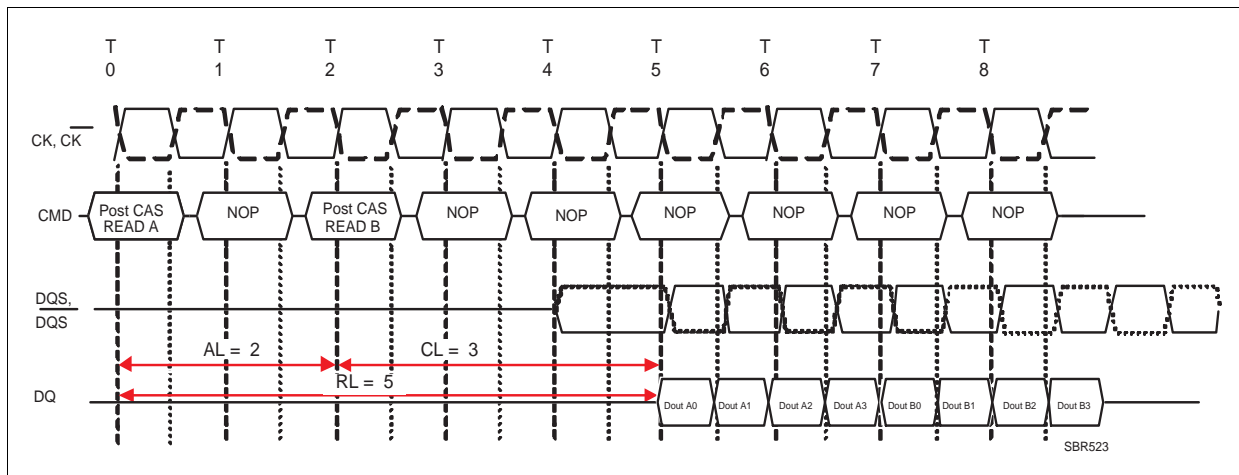 T T T T T T T T T
0 1 2 3 4 5 6 7 8
CK, CK
CMD
Post CAS
READ A
NOP
Post CAS
READ B
NOP
NOP
NOP
NOP
NOP
NOP
DQS,
DQS
AL = 2
CL = 3
RL = 5
DQ
Dout A0
Dout A1
Dout A2
Dout A3
Dout B0
Dout B1
Dout B2
Dout B3
SBR523